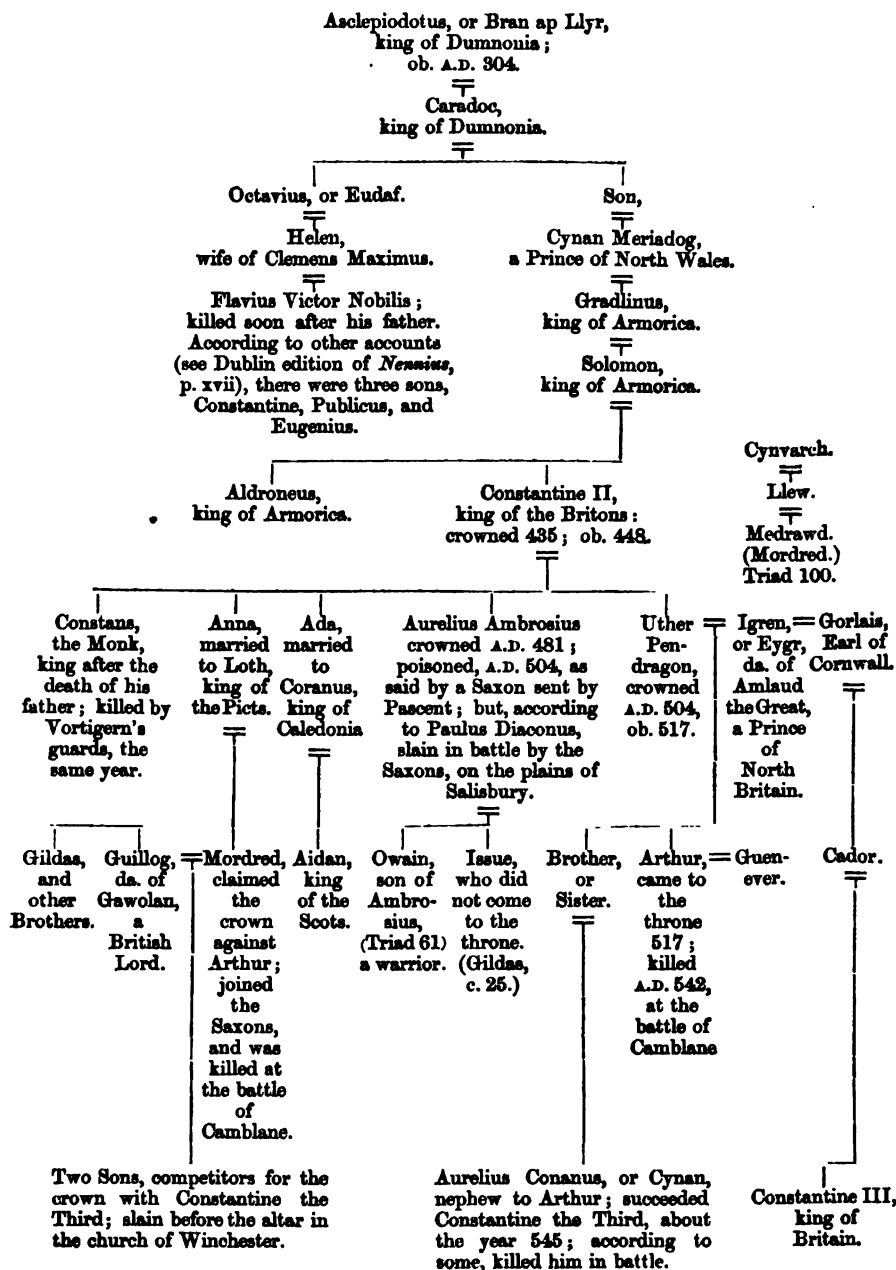 Asclepiodotus, or Bran ap Llyr,
king of Dumnonia;
ob. A.D. 304.
Caradoc,
king of Dumnonia.
Octavius, or Eudaf.
Helen,
wife of Clemens Maximus.
Flavius Victor Nobilis;
killed soon after his father.
According to other accounts
(see Dublin edition of Nennius,
p. xvii), there were three sons,
Constantine, Publicus, and
Eugenius.
Son,
Cynan Meriadog,
a Prince of North Wales.
Gradlinus,
king of Armorica.
Solomon,
king of Armorica.
Aldroneus,
king of Armorica.
Constantine II,
king of the Britons:
crowned 435; ob. 448.
Cynvarch.
Llew.
Medrawd.
(Mordred.)
Triad 100.
Constans,
the Monk,
king after the
death of his
father; killed by
Vortigern's
guards, the
same year.
Anna,
married
to Loth,
king of
the Picts.
Ada,
married
to
Coranus,
king of
Caledonia
Aurelius Ambrosius
crowned A.D. 481;
poisoned, A.D. 504, as
said by a Saxon sent by
Pascent; but, according
to Paulus Diaconus,
slain in battle by the
Saxons, on the plains of
Salisbury.
Uther
Pen-
dragon,
crowned
A.D. 504,
ob. 517.
Igren,
or Eygr,
da. of
Amlaud
the Great,
a Prince
of
North
Britain.
Gorlais,
Earl of
Cornwall.
Gildas,
and
other
Brothers.
Guillog,
da. of
Gawolan,
a
British
Lord.
Mordred,
claimed
the
crown
against
Arthur;
joined
the
Saxons,
and was
killed at
the battle
of
Camblane.
Aidan,
king
of the
Scots.
Owain,
son of
Ambro-
sius,
(Triad 61)
a warrior.
Issue,
who did
not come
to the
throne.
(Gildas,
c. 25.)
Brother,
or
Sister.
Arthur,
came to
the
throne
517;
killed
A.D. 542,
at the
battle of
Camblane
Guen-
ever.
Cador.
Two Sons, competitors for the
crown with Constantine the
Third; slain before the altar in
the church of Winchester.
Aurelius Conanus, or Cynan,
nephew to Arthur; succeeded
Constantine the Third, about
the year 545; according to
some, killed him in battle.
Constantine III,
king of
Britain.